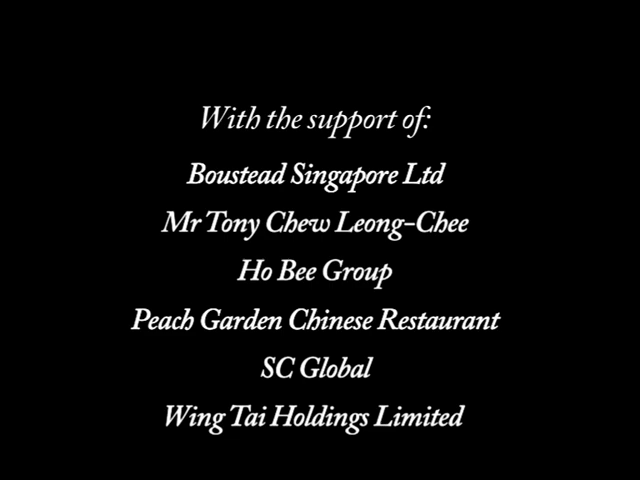 With the support of:
Boustead Singapore Ltd
Mr Tony Chew Leong-Chee
Ho Bee Group
Peach Garden Chinese Restaurant
SC Global
Wing Tai Holdings Limited